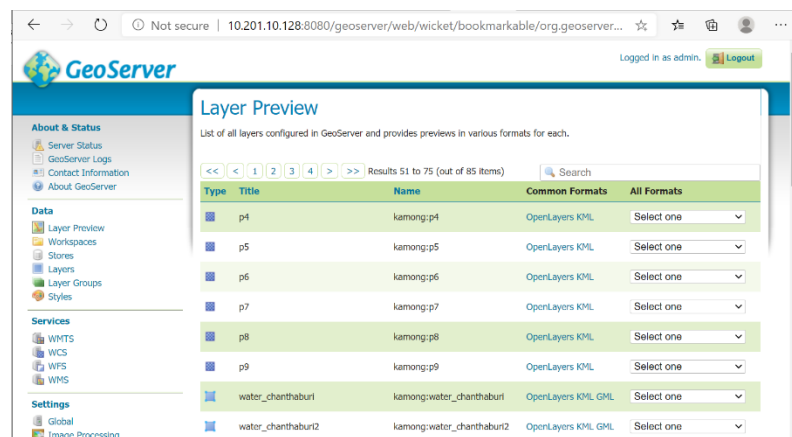 Not secure | 10.201.10.128:8080/geoserver/web/wicket/bookmarkable/org.geoserver... 
Logged in as admin. Logout
GeoServer
Layer Preview
List of all layers configured in GeoServer and provides previews in various formats for each.
About & Status
Server Status
GeoServer Logs
Contact Information
About GeoServer
Data
Layer Preview
Workspaces
Stores
Layers
Layer Groups
Styles
Services
WMTS
WCS
WFS
WMS
Settings
Global
Image Processing
<< < 1 2 3 4 > >> Results 51 to 75 (out of 85 items) Search
Type Title Name Common Formats All Formats
p4 kamong:p4 OpenLayers KML Select one
p5 kamong:p5 OpenLayers KML Select one
p6 kamong:p6 OpenLayers KML Select one
p7 kamong:p7 OpenLayers KML Select one
p8 kamong:p8 OpenLayers KML Select one
p9 kamong:p9 OpenLayers KML Select one
water_chanthaburi kamong:water_chanthaburi OpenLayers KML GML Select one
water_chanthaburi2 kamong:water_chanthaburi2 OpenLayers KML GML Select one